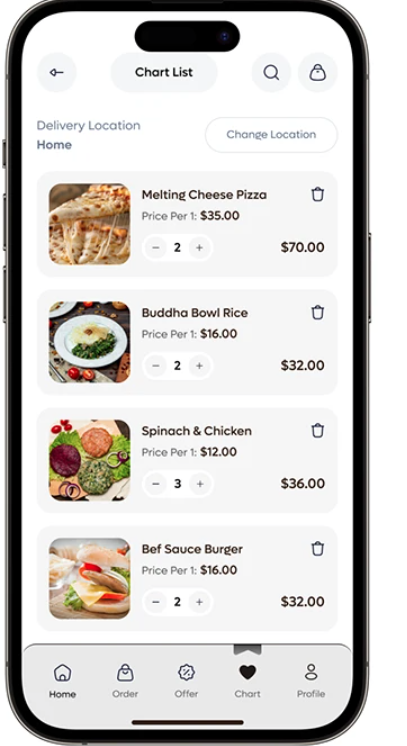 Chart List
Delivery Location
Home
Change Location
Melting Cheese Pizza
Price Per 1: $35.00
− 2 +
$70.00
Buddha Bowl Rice
Price Per 1: $16.00
− 2 +
$32.00
Spinach & Chicken
Price Per 1: $12.00
− 3 +
$36.00
Bef Sauce Burger
Price Per 1: $16.00
− 2 +
$32.00
Home Order Offer Chart Profile